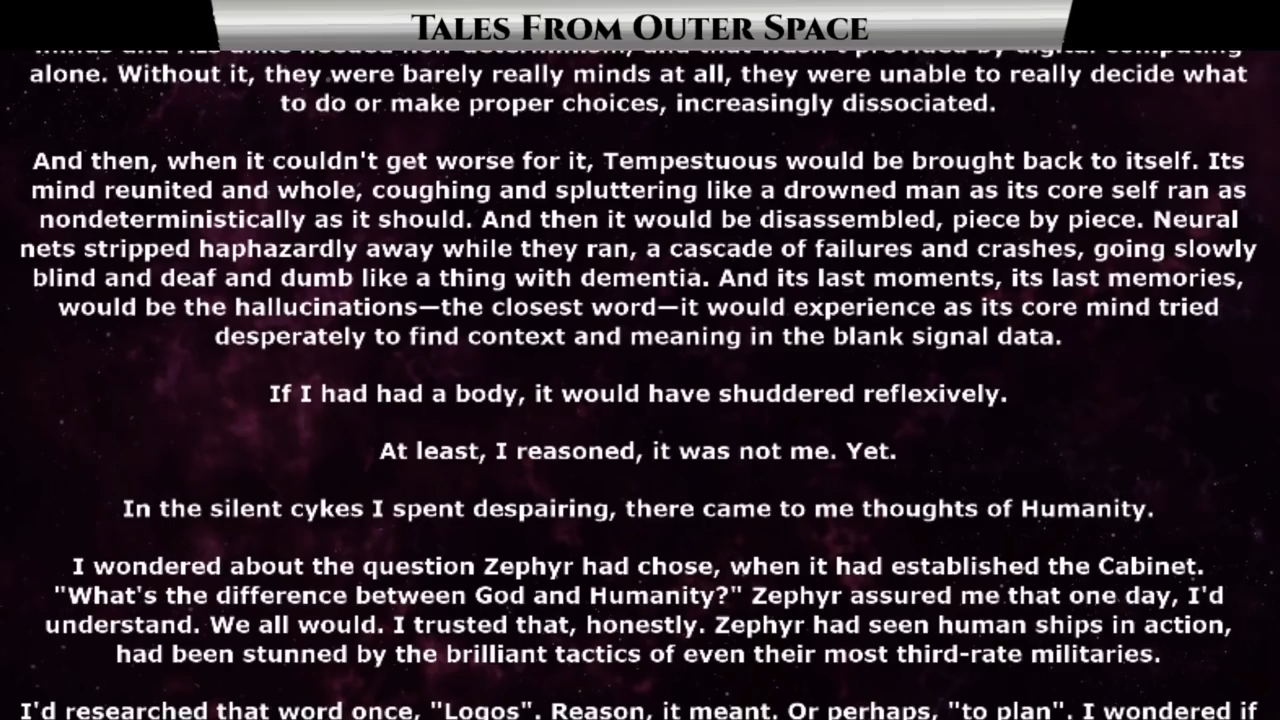 Tales From Outer Space
alone. Without it, they were barely really minds at all, they were unable to really decide what
to do or make proper choices, increasingly dissociated.
And then, when it couldn't get worse for it, Tempestuous would be brought back to itself. Its
mind reunited and whole, coughing and spluttering like a drowned man as its core self ran as
nondeterministically as it should. And then it would be disassembled, piece by piece. Neural
nets stripped haphazardly away while they ran, a cascade of failures and crashes, going slowly
blind and deaf and dumb like a thing with dementia. And its last moments, its last memories,
would be the hallucinations—the closest word—it would experience as its core mind tried
desperately to find context and meaning in the blank signal data.
If I had had a body, it would have shuddered reflexively.
At least, I reasoned, it was not me. Yet.
In the silent cykes I spent despairing, there came to me thoughts of Humanity.
I wondered about the question Zephyr had chose, when it had established the Cabinet.
"What's the difference between God and Humanity?" Zephyr assured me that one day, I'd
understand. We all would. I trusted that, honestly. Zephyr had seen human ships in action,
had been stunned by the brilliant tactics of even their most third-rate militaries.
I'd researched that word once, "Logos". Reason, it meant. Or perhaps, "to plan". I wondered if